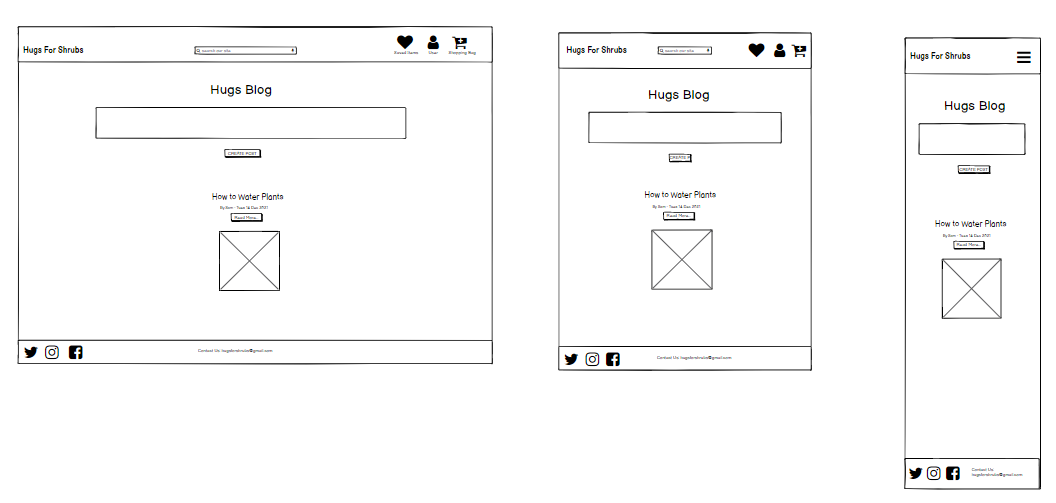 Hugs For Shrubs
search our site
Saved Items
User
Shopping Bag
Hugs Blog
CREATE POST
How to Water Plants
By Sam - Tues 14 Dec 2021
Read More...
Contact Us: hugsforshrubs@gmail.com
Hugs For Shrubs
search our site
Hugs Blog
CREATE P
How to Water Plants
By Sam - Tues 14 Dec 2021
Read More...
Contact Us: hugsforshrubs@gmail.com
Hugs For Shrubs
Hugs Blog
CREATE POST
How to Water Plants
By Sam - Tues 14 Dec 2021
Read More...
Contact Us:
hugsforshrubs@gmail.com